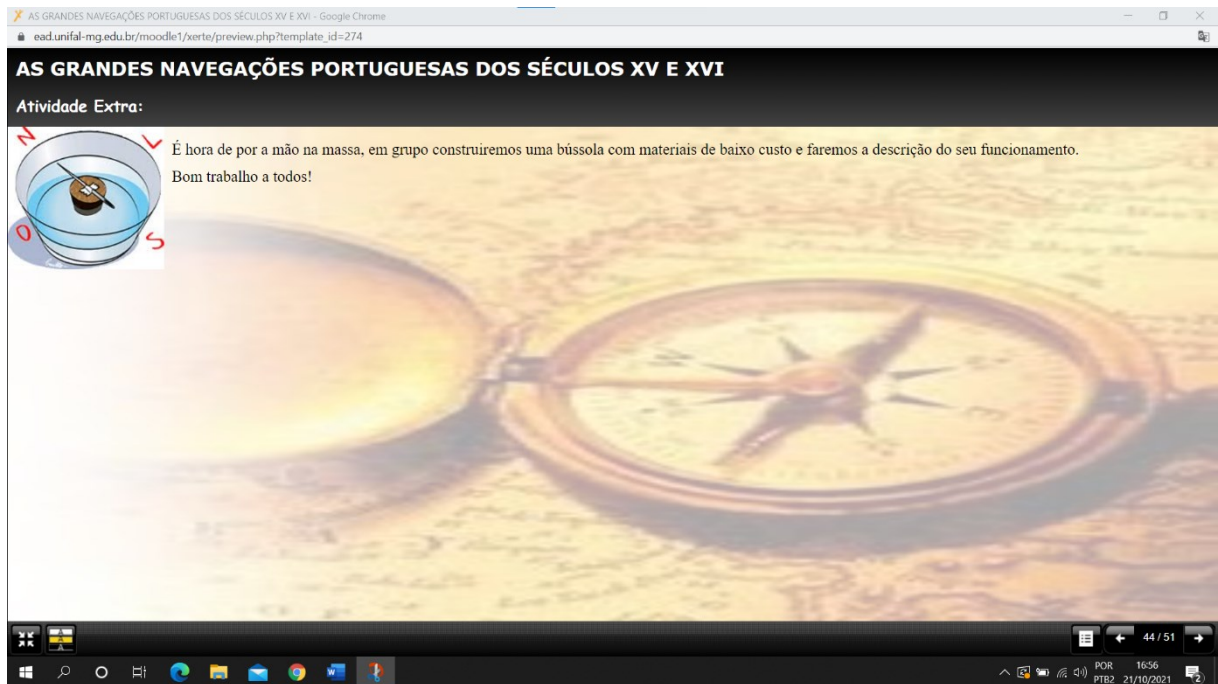 AS GRANDES NAVEGAÇÕES PORTUGUESAS DOS SÉCULOS XV E XVI - Google Chrome
ead.unifal-mg.edu.br/moodle1/xerte/preview.php?template_id=274
AS GRANDES NAVEGAÇÕES PORTUGUESAS DOS SÉCULOS XV E XVI
Atividade Extra:
N L
É hora de por a mão na massa, em grupo construiremos uma bússola com materiais de baixo custo e faremos a descrição do seu funcionamento.
Bom trabalho a todos!
O S
44 / 51
POR 16:56
PTB2 21/10/2021